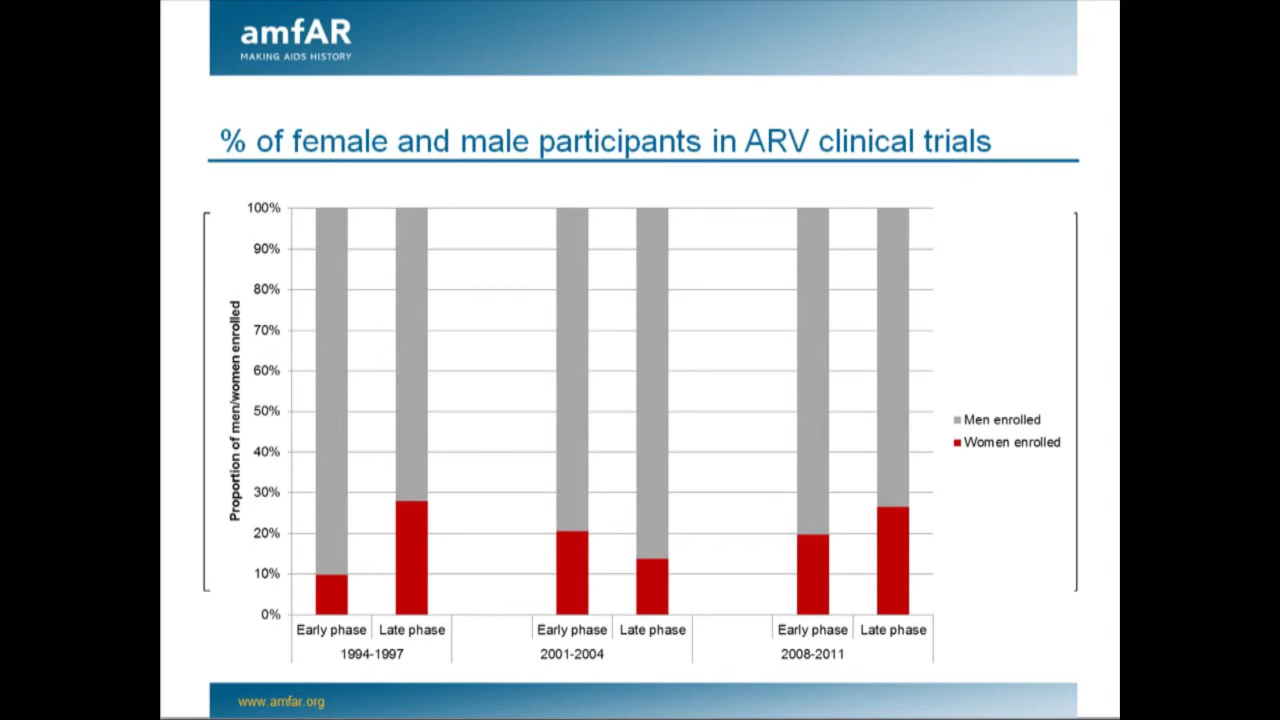 amfAR
MAKING AIDS HISTORY
% of female and male participants in ARV clinical trials
Proportion of men/women enrolled
100%
90%
80%
70%
60%
50%
40%
30%
20%
10%
0%
Men enrolled
Women enrolled
Early phase Late phase Early phase Late phase Early phase Late phase
1994-1997 2001-2004 2008-2011
www.amfar.org